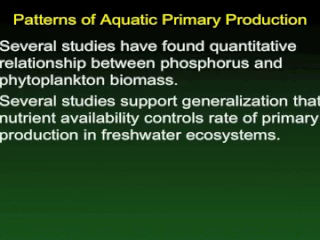 Patterns of Aquatic Primary Production
Several studies have found quantitative
relationship between phosphorus and
phytoplankton biomass.
Several studies support generalization that
nutrient availability controls rate of primary
production in freshwater ecosystems.